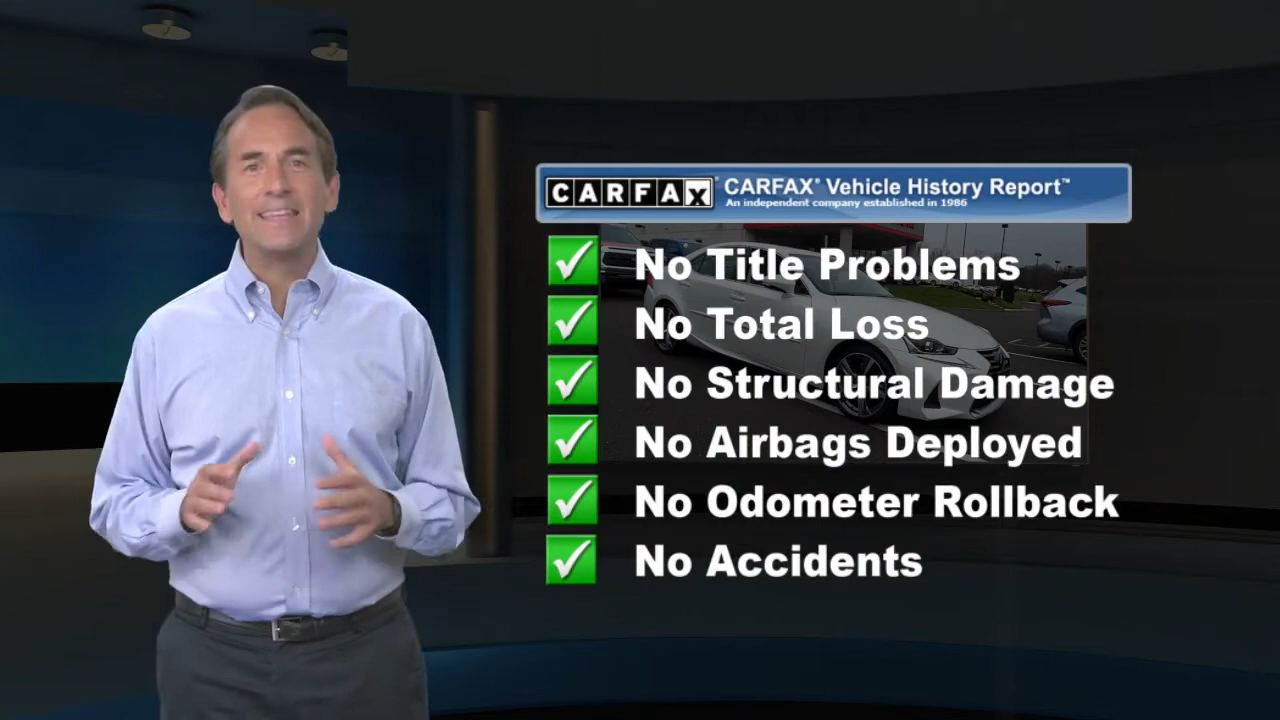 CARFAX
CARFAX® Vehicle History Report™
An independent company established in 1986
No Title Problems
No Total Loss
No Structural Damage
No Airbags Deployed
No Odometer Rollback
No Accidents